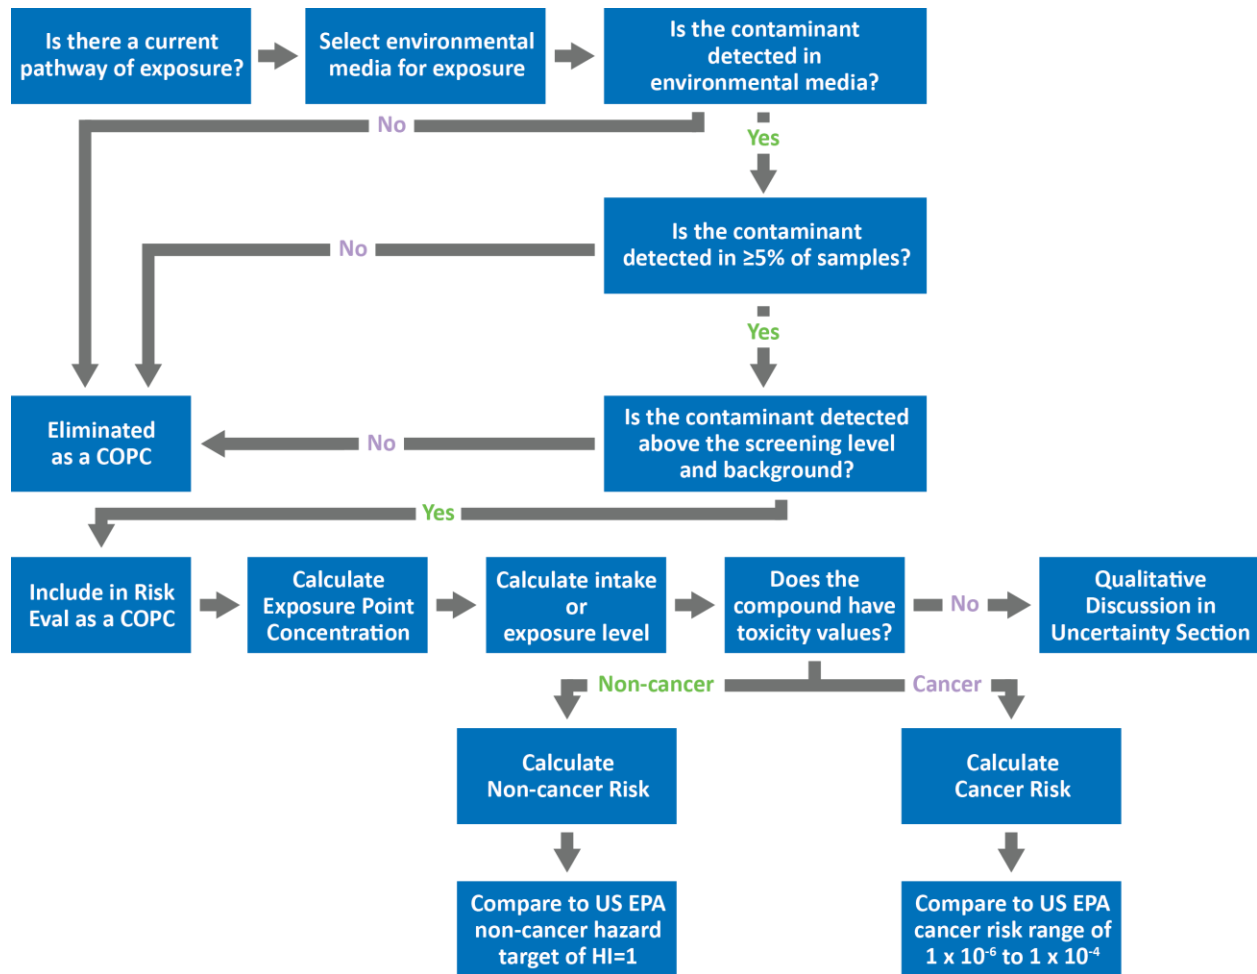 Is there a current
pathway of exposure?
Select environmental
media for exposure
Is the contaminant
detected in
environmental media?
No
Yes
Is the contaminant
detected in ≥5% of samples?
No
Yes
Eliminated
as a COPC
Is the contaminant detected
above the screening level
and background?
No
Yes
Include in Risk
Eval as a COPC
Calculate
Exposure Point
Concentration
Calculate intake
or
exposure level
Does the
compound have
toxicity values?
No
Qualitative
Discussion in
Uncertainty Section
Non-cancer
Cancer
Calculate
Non-cancer Risk
Calculate
Cancer Risk
Compare to US EPA
non-cancer hazard
target of HI=1
Compare to US EPA
cancer risk range of
1 x 10⁻⁶ to 1 x 10⁻⁴